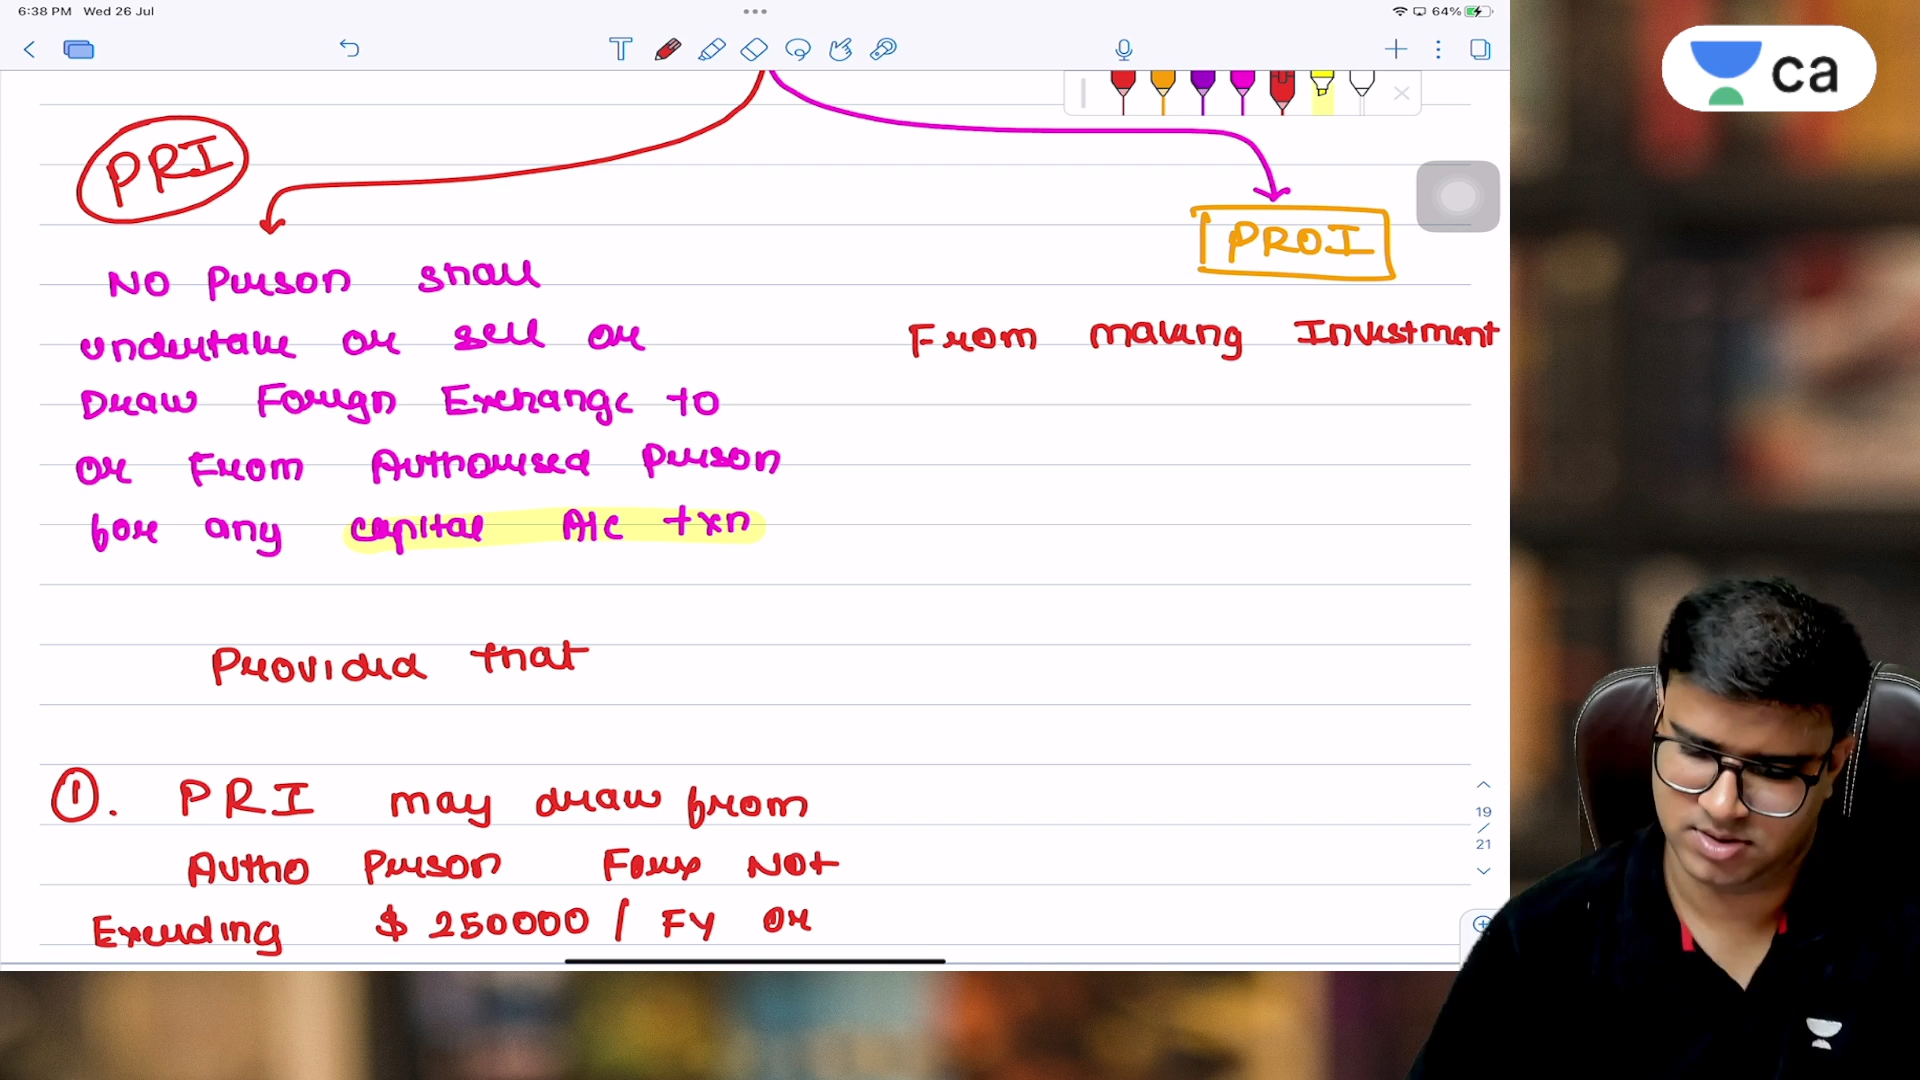 6:38 PM Wed 26 Jul
64%
ca
PRI
PROI
No Person shall
undertake or sell or
Draw Foreign Exchange to
or From Authorised person
for any capital A/c txn
From making Investment
Provided that
①. PRI may draw from
Autho Person Forex Not
Exceeding $ 250000 / FY or
19
/
21